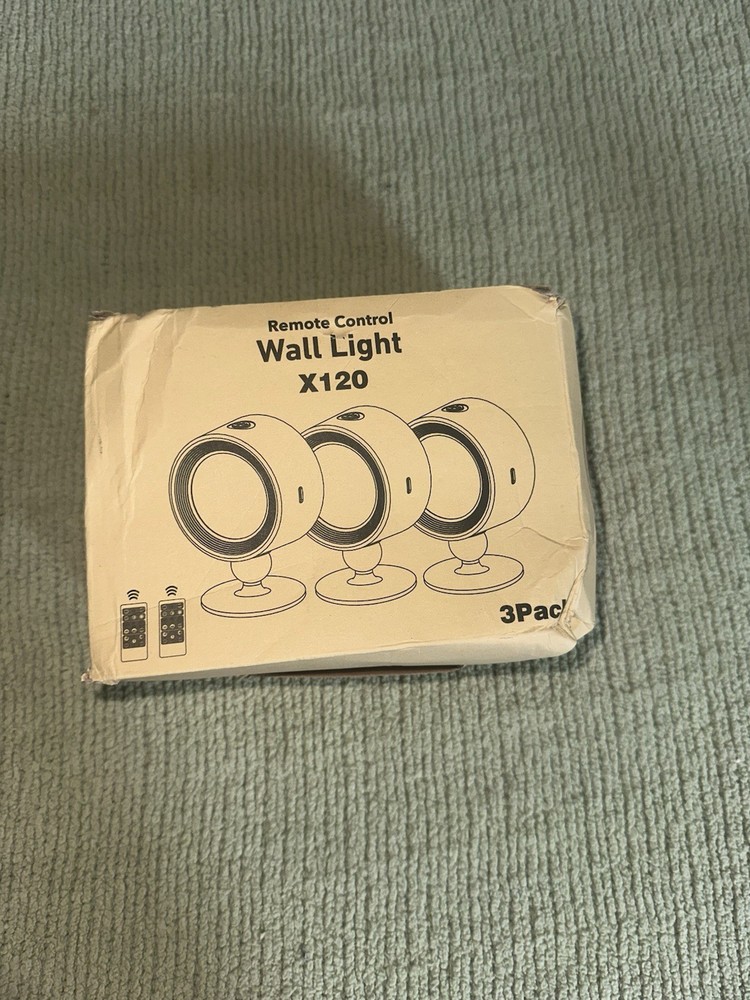 Remote Control
Wall Light
X120
3Pack